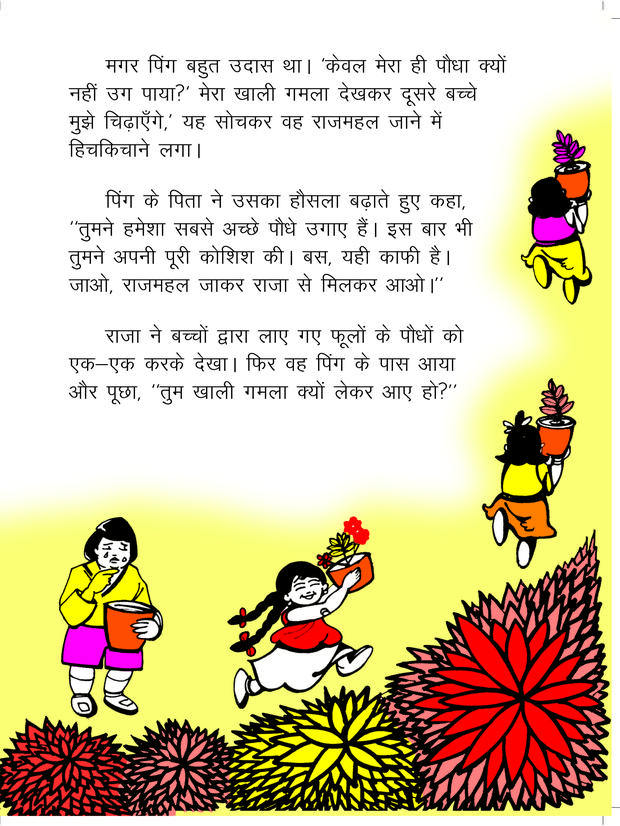 मगर पिंग बहुत उदास था। 'केवल मेरा ही पौधा क्यों
नहीं उग पाया?' मेरा खाली गमला देखकर दूसरे बच्चे
मुझे चिढ़ाएँगे,' यह सोचकर वह राजमहल जाने में
हिचकिचाने लगा।
पिंग के पिता ने उसका हौसला बढ़ाते हुए कहा,
''तुमने हमेशा सबसे अच्छे पौधे उगाए हैं। इस बार भी
तुमने अपनी पूरी कोशिश की। बस, यही काफी है।
जाओ, राजमहल जाकर राजा से मिलकर आओ।''
राजा ने बच्चों द्वारा लाए गए फूलों के पौधों को
एक–एक करके देखा। फिर वह पिंग के पास आया
और पूछा, ''तुम खाली गमला क्यों लेकर आए हो?''